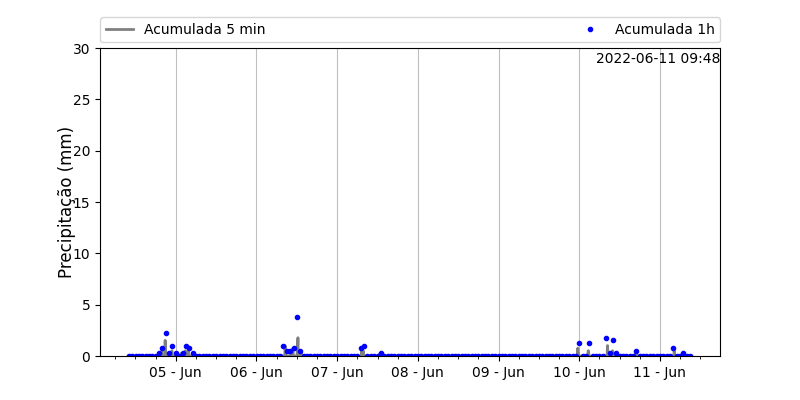 Acumulada 5 min
Acumulada 1h
2022-06-11 09:48
Precipitação (mm)
30
25
20
15
10
5
0
05 - Jun
06 - Jun
07 - Jun
08 - Jun
09 - Jun
10 - Jun
11 - Jun